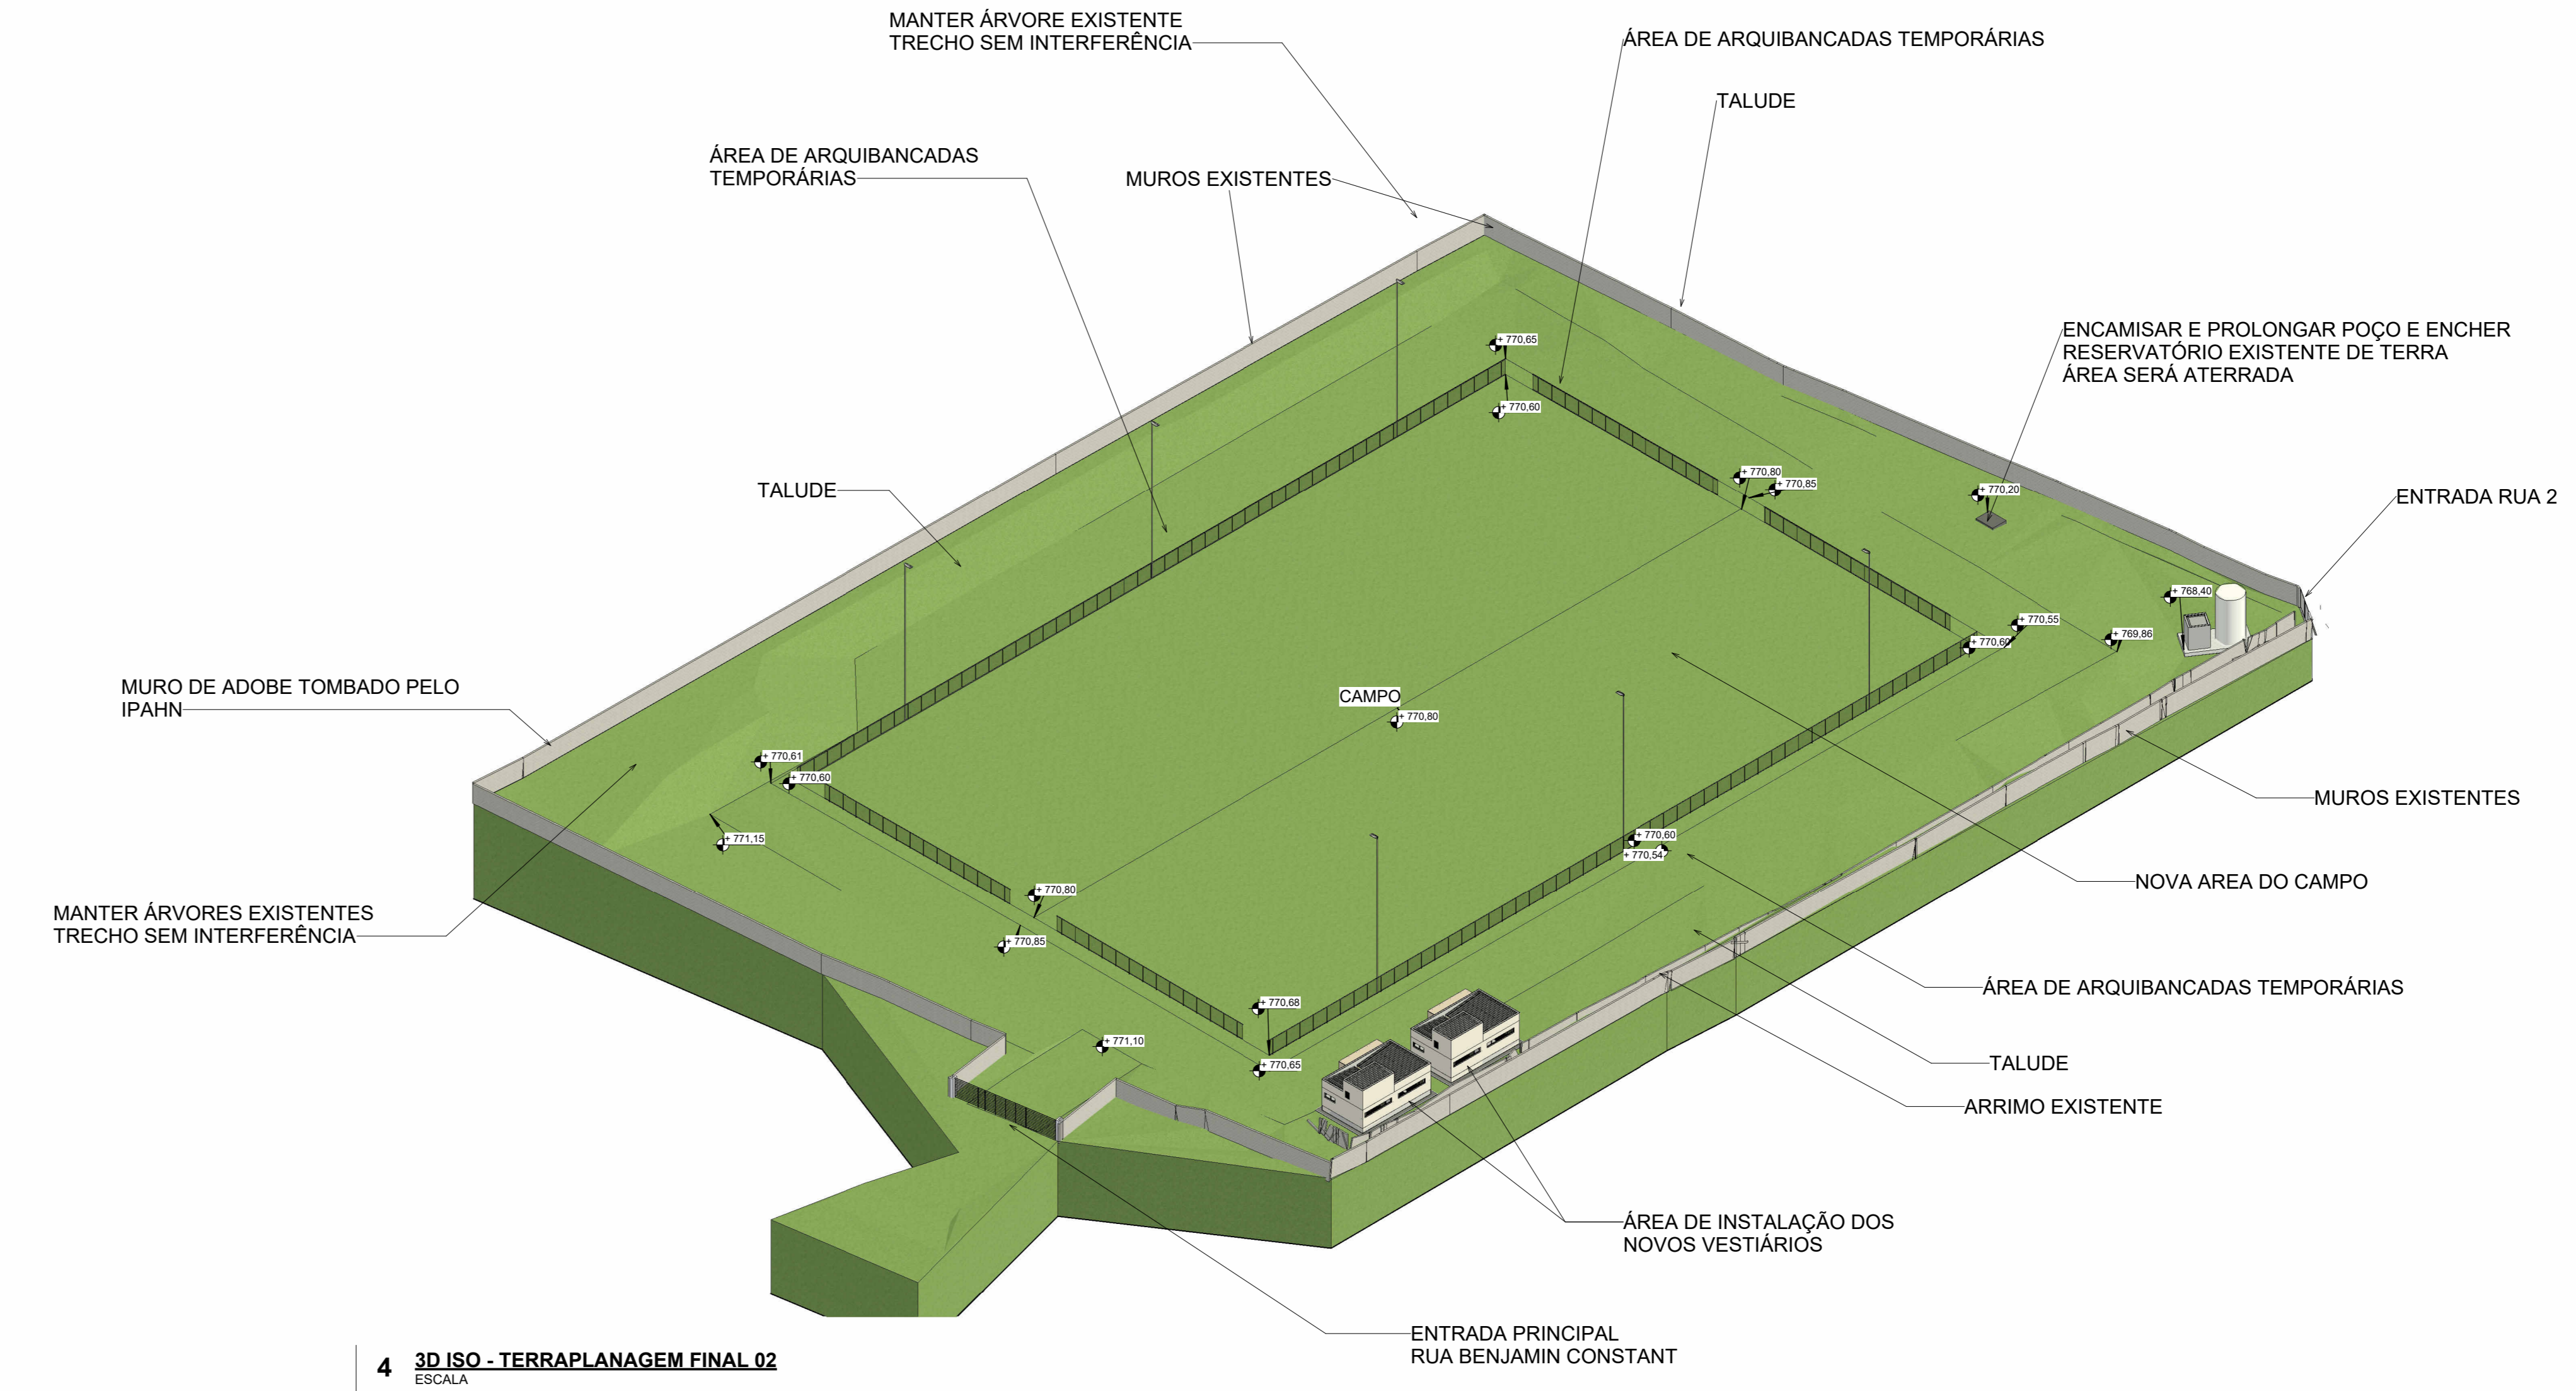 MANTER ÁRVORE EXISTENTE
TRECHO SEM INTERFERÊNCIA
ÁREA DE ARQUIBANCADAS TEMPORÁRIAS
TALUDE
ÁREA DE ARQUIBANCADAS
TEMPORÁRIAS
MUROS EXISTENTES
ENCAMISAR E PROLONGAR POÇO E ENCHER
RESERVATÓRIO EXISTENTE DE TERRA
ÁREA SERÁ ATERRADA
+ 770,65
+ 770,60
+ 770,80
+ 770,85
+ 770,20
TALUDE
ENTRADA RUA 2
+ 768,40
+ 770,55
+ 769,86
+ 770,60
MURO DE ADOBE TOMBADO PELO
IPAHN
CAMPO
+ 770,80
+ 770,61
+ 770,60
MUROS EXISTENTES
+ 771,15
+ 770,60
+ 770,54
NOVA AREA DO CAMPO
+ 770,80
MANTER ÁRVORES EXISTENTES
TRECHO SEM INTERFERÊNCIA
+ 770,85
ÁREA DE ARQUIBANCADAS TEMPORÁRIAS
+ 770,68
+ 771,10
+ 770,65
TALUDE
ARRIMO EXISTENTE
ÁREA DE INSTALAÇÃO DOS
NOVOS VESTIÁRIOS
ENTRADA PRINCIPAL
RUA BENJAMIN CONSTANT
4 3D ISO - TERRAPLANAGEM FINAL 02
ESCALA